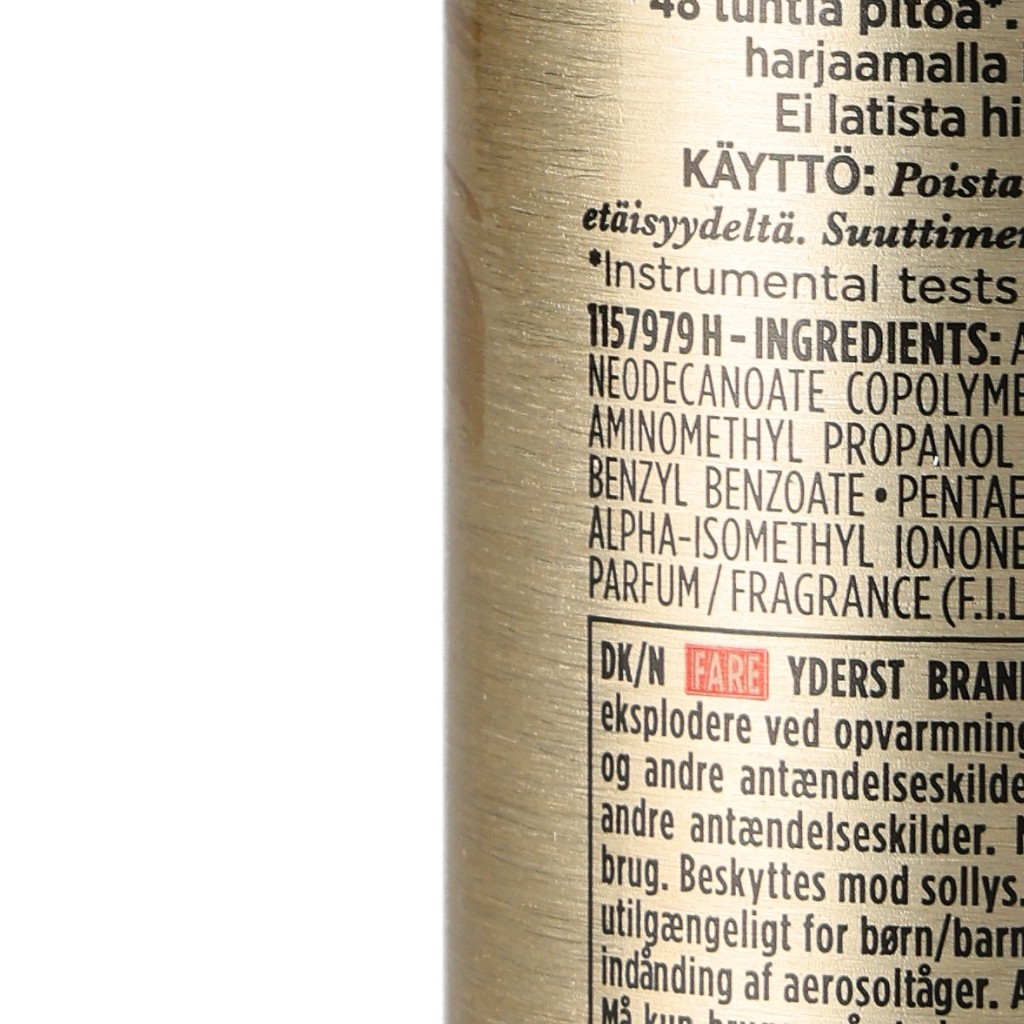 48 tuntia pitoa*.
harjaamalla
Ei latista hi
KÄYTTÖ: Poista
etäisyydeltä. Suuttimen
*Instrumental tests
1157979 H - INGREDIENTS: A
NEODECANOATE COPOLYME
AMINOMETHYL PROPANOL
BENZYL BENZOATE • PENTAE
ALPHA-ISOMETHYL IONONE
PARFUM / FRAGRANCE (F.I.L
DK/N FARE YDERST BRAN
eksplodere ved opvarmning
og andre antændelseskilde
andre antændelseskilder.
brug. Beskyttes mod sollys.
utilgængeligt for børn/barn
indånding af aerosoltåger. A
Må kun